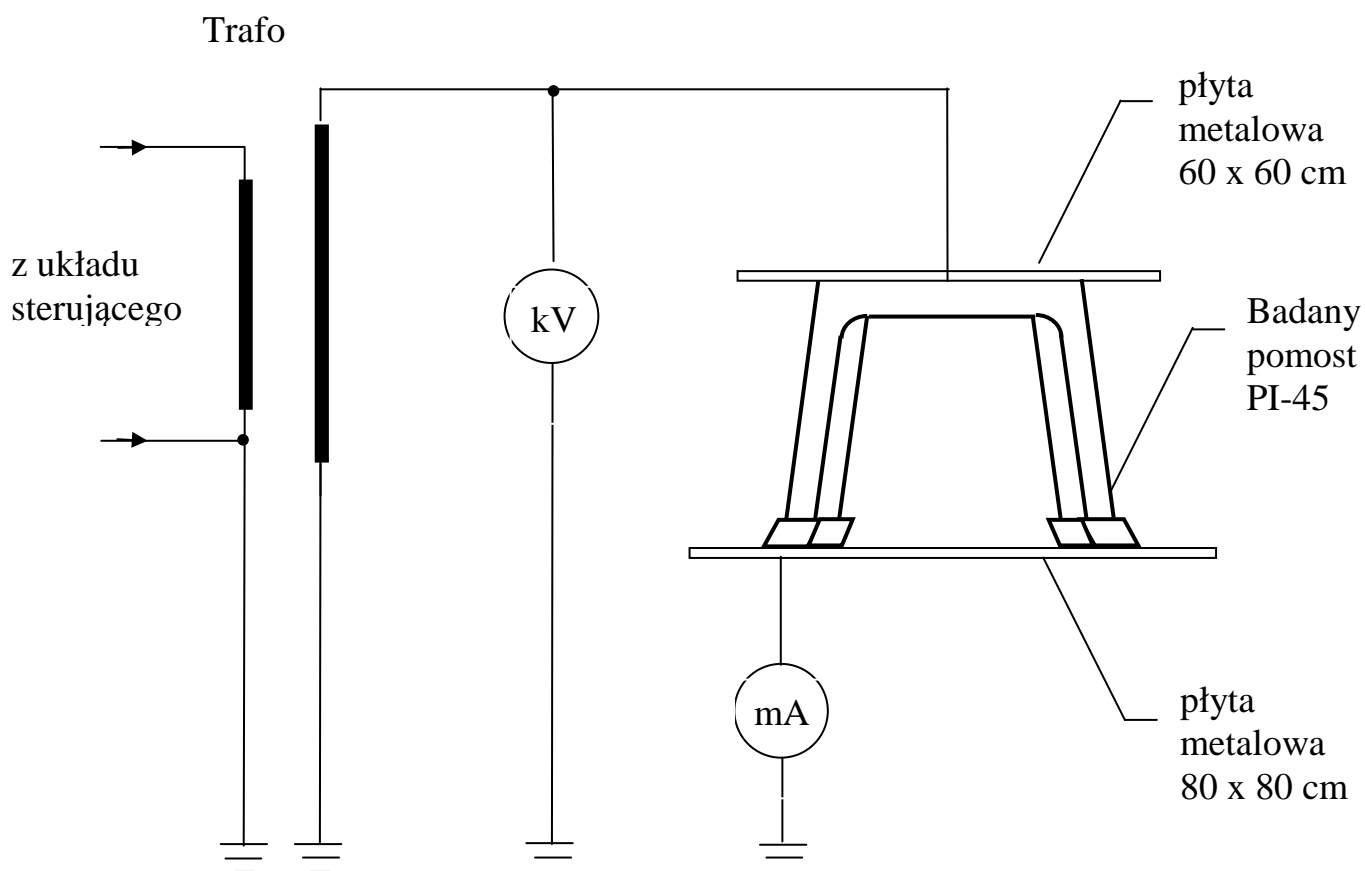 Trafo
płyta
metalowa
60 x 60 cm
z układu
sterującego
kV
Badany
pomost
PI-45
mA
płyta
metalowa
80 x 80 cm